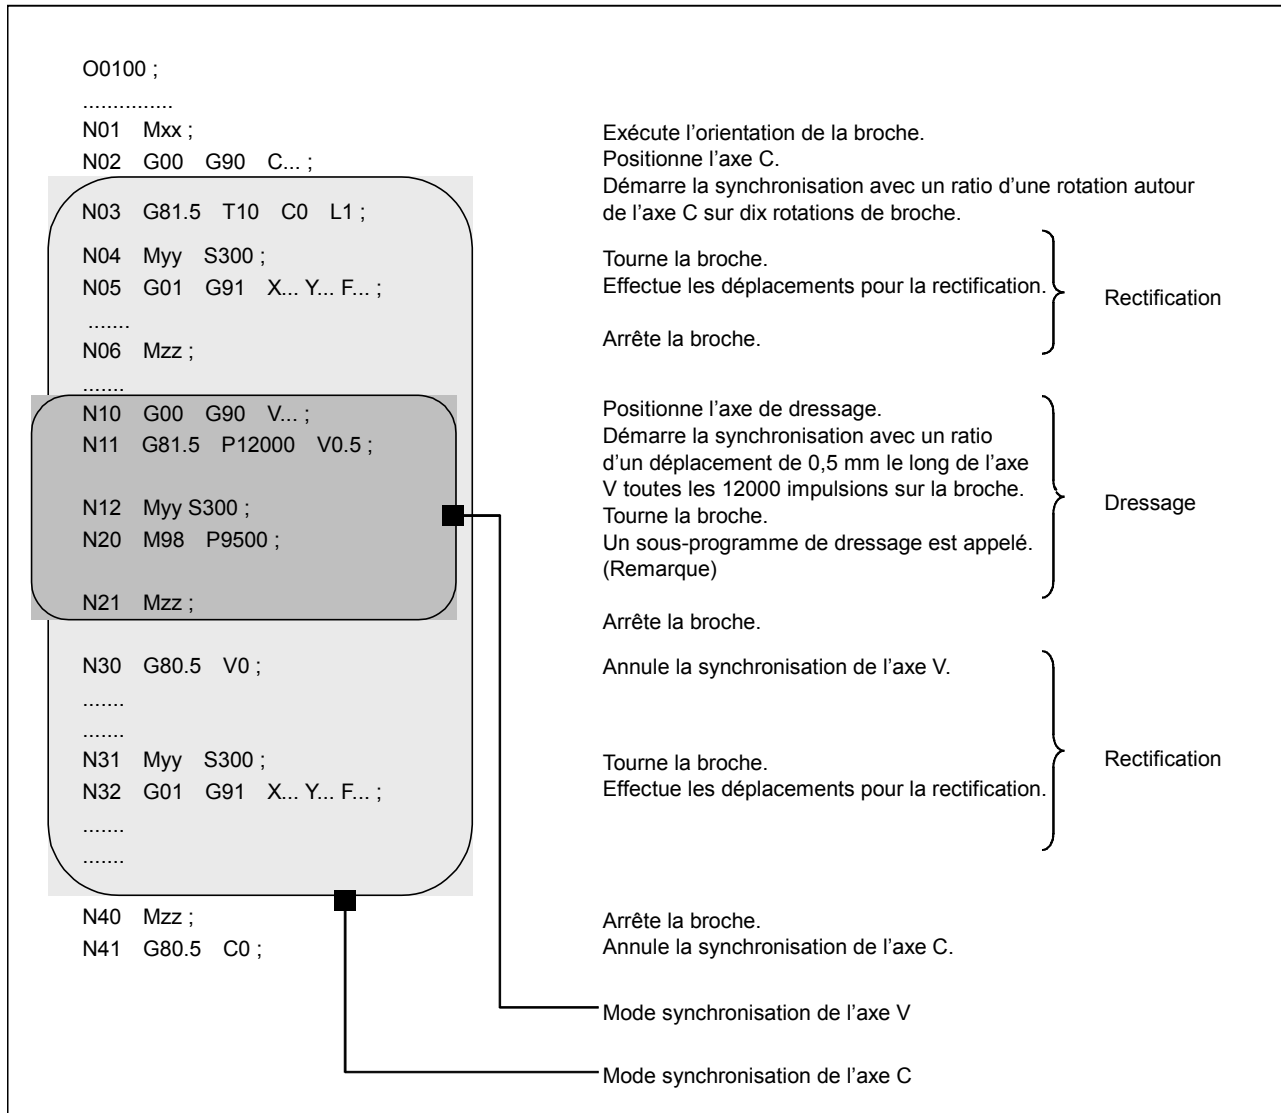 O0100 ;
...............
N01 Mxx ;
Exécute l’orientation de la broche.
N02 G00 G90 C... ;
Positionne l’axe C.
N03 G81.5 T10 C0 L1 ;
Démarre la synchronisation avec un ratio d’une rotation autour
de l’axe C sur dix rotations de broche.
N04 Myy S300 ;
Tourne la broche.
N05 G01 G91 X... Y... F... ;
Effectue les déplacements pour la rectification.
Rectification
.......
N06 Mzz ;
Arrête la broche.
.......
N10 G00 G90 V... ;
Positionne l’axe de dressage.
N11 G81.5 P12000 V0.5 ;
Démarre la synchronisation avec un ratio
d’un déplacement de 0,5 mm le long de l’axe
V toutes les 12000 impulsions sur la broche.
Dressage
N12 Myy S300 ;
Tourne la broche.
N20 M98 P9500 ;
Un sous-programme de dressage est appelé.
(Remarque)
N21 Mzz ;
Arrête la broche.
N30 G80.5 V0 ;
Annule la synchronisation de l’axe V.
.......
.......
N31 Myy S300 ;
Tourne la broche.
Rectification
N32 G01 G91 X... Y... F... ;
Effectue les déplacements pour la rectification.
.......
.......
N40 Mzz ;
Arrête la broche.
N41 G80.5 C0 ;
Annule la synchronisation de l’axe C.
Mode synchronisation de l’axe V
Mode synchronisation de l’axe C